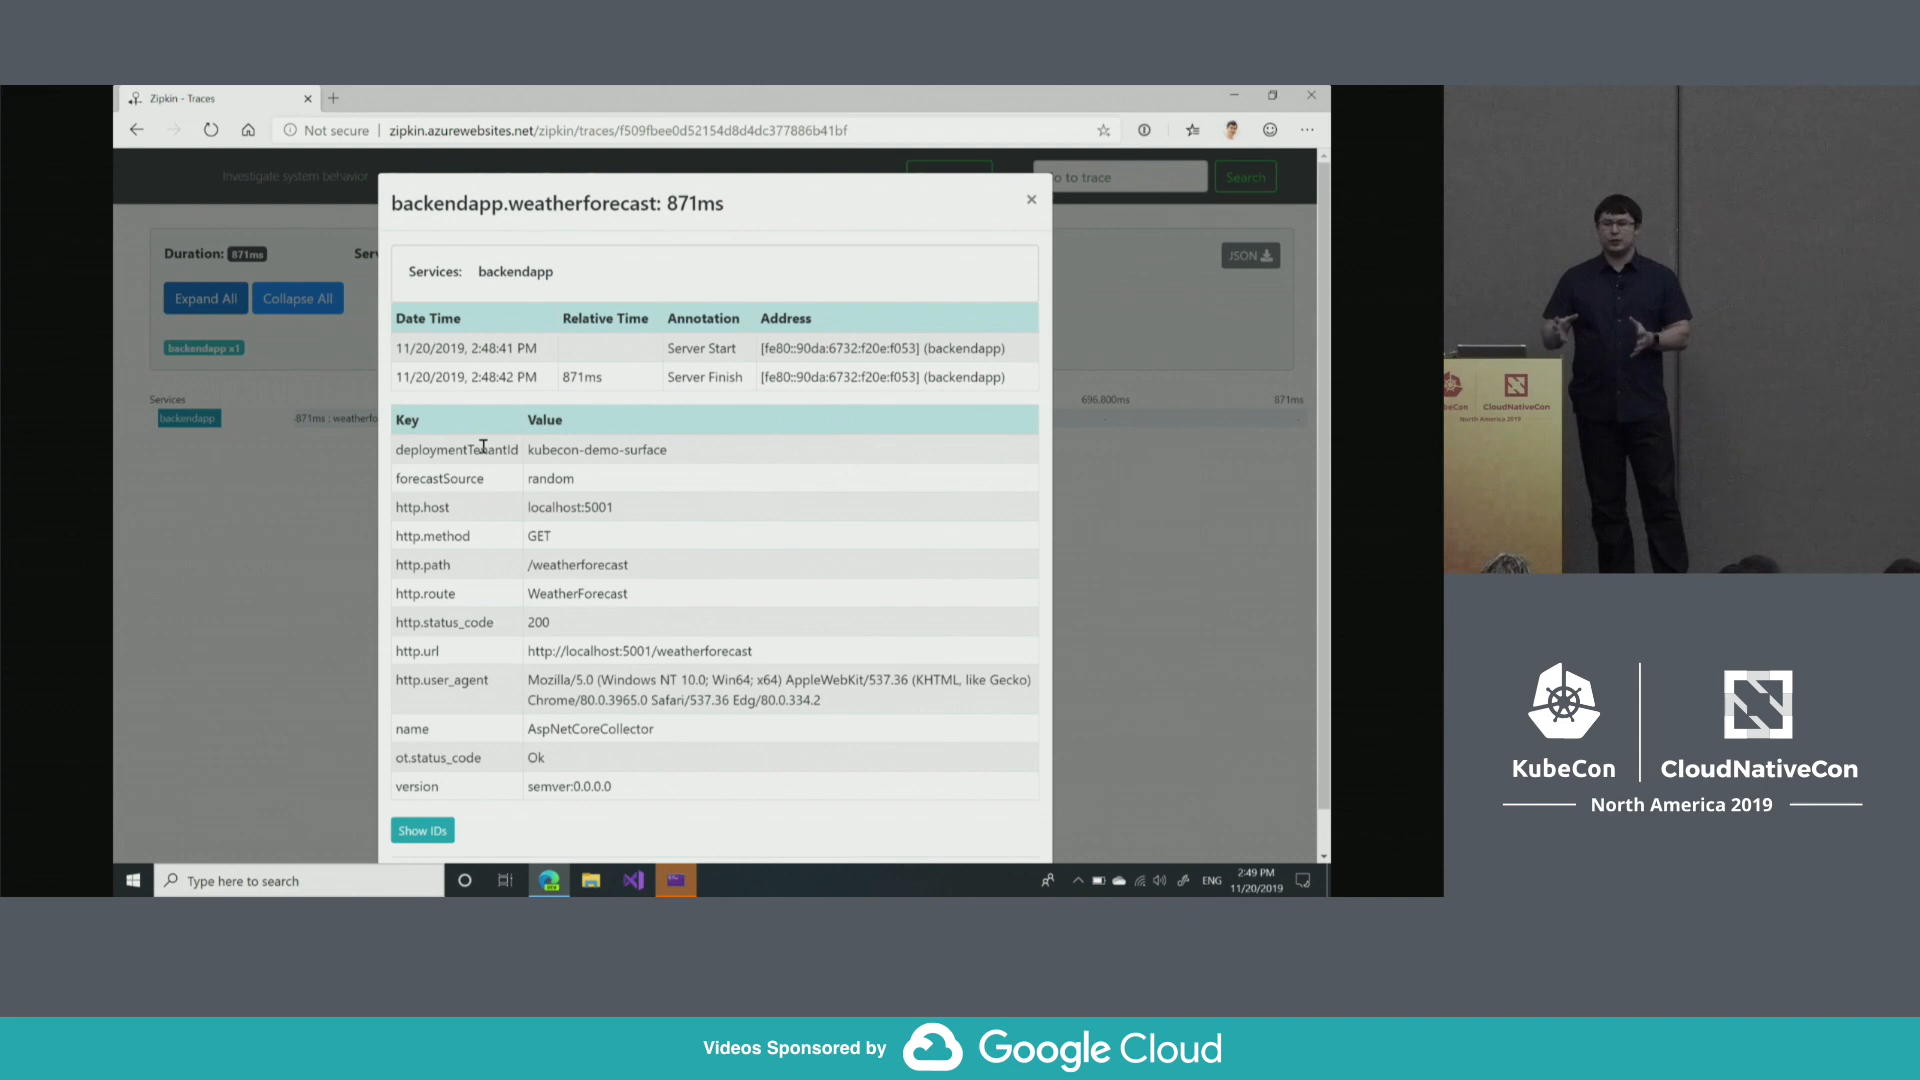 Zipkin - Traces
Not secure | zipkin.azurewebsites.net/zipkin/traces/f509fbee0d52154d8d4dc377886b41bf
Investigate system behavior
o to trace
Search
backendapp.weatherforecast: 871ms
Duration: 871ms
Ser
JSON
Services: backendapp
Expand All
Collapse All
Date Time Relative Time Annotation Address
backendapp x1
11/20/2019, 2:48:41 PM Server Start [fe80::90da:6732:f20e:f053] (backendapp)
11/20/2019, 2:48:42 PM 871ms Server Finish [fe80::90da:6732:f20e:f053] (backendapp)
Services
696.800ms
871ms
backendapp
871ms : weatherfo
Key Value
deploymentTenantId kubecon-demo-surface
forecastSource random
http.host localhost:5001
http.method GET
http.path /weatherforecast
http.route WeatherForecast
http.status_code 200
http.url http://localhost:5001/weatherforecast
http.user_agent Mozilla/5.0 (Windows NT 10.0; Win64; x64) AppleWebKit/537.36 (KHTML, like Gecko)
Chrome/80.0.3965.0 Safari/537.36 Edg/80.0.334.2
name AspNetCoreCollector
ot.status_code Ok
version semver:0.0.0.0
Show IDs
Type here to search
ENG
2:49 PM
11/20/2019
eCon
CloudNativeCon
North America 2019
KubeCon
CloudNativeCon
North America 2019
Videos Sponsored by Google Cloud